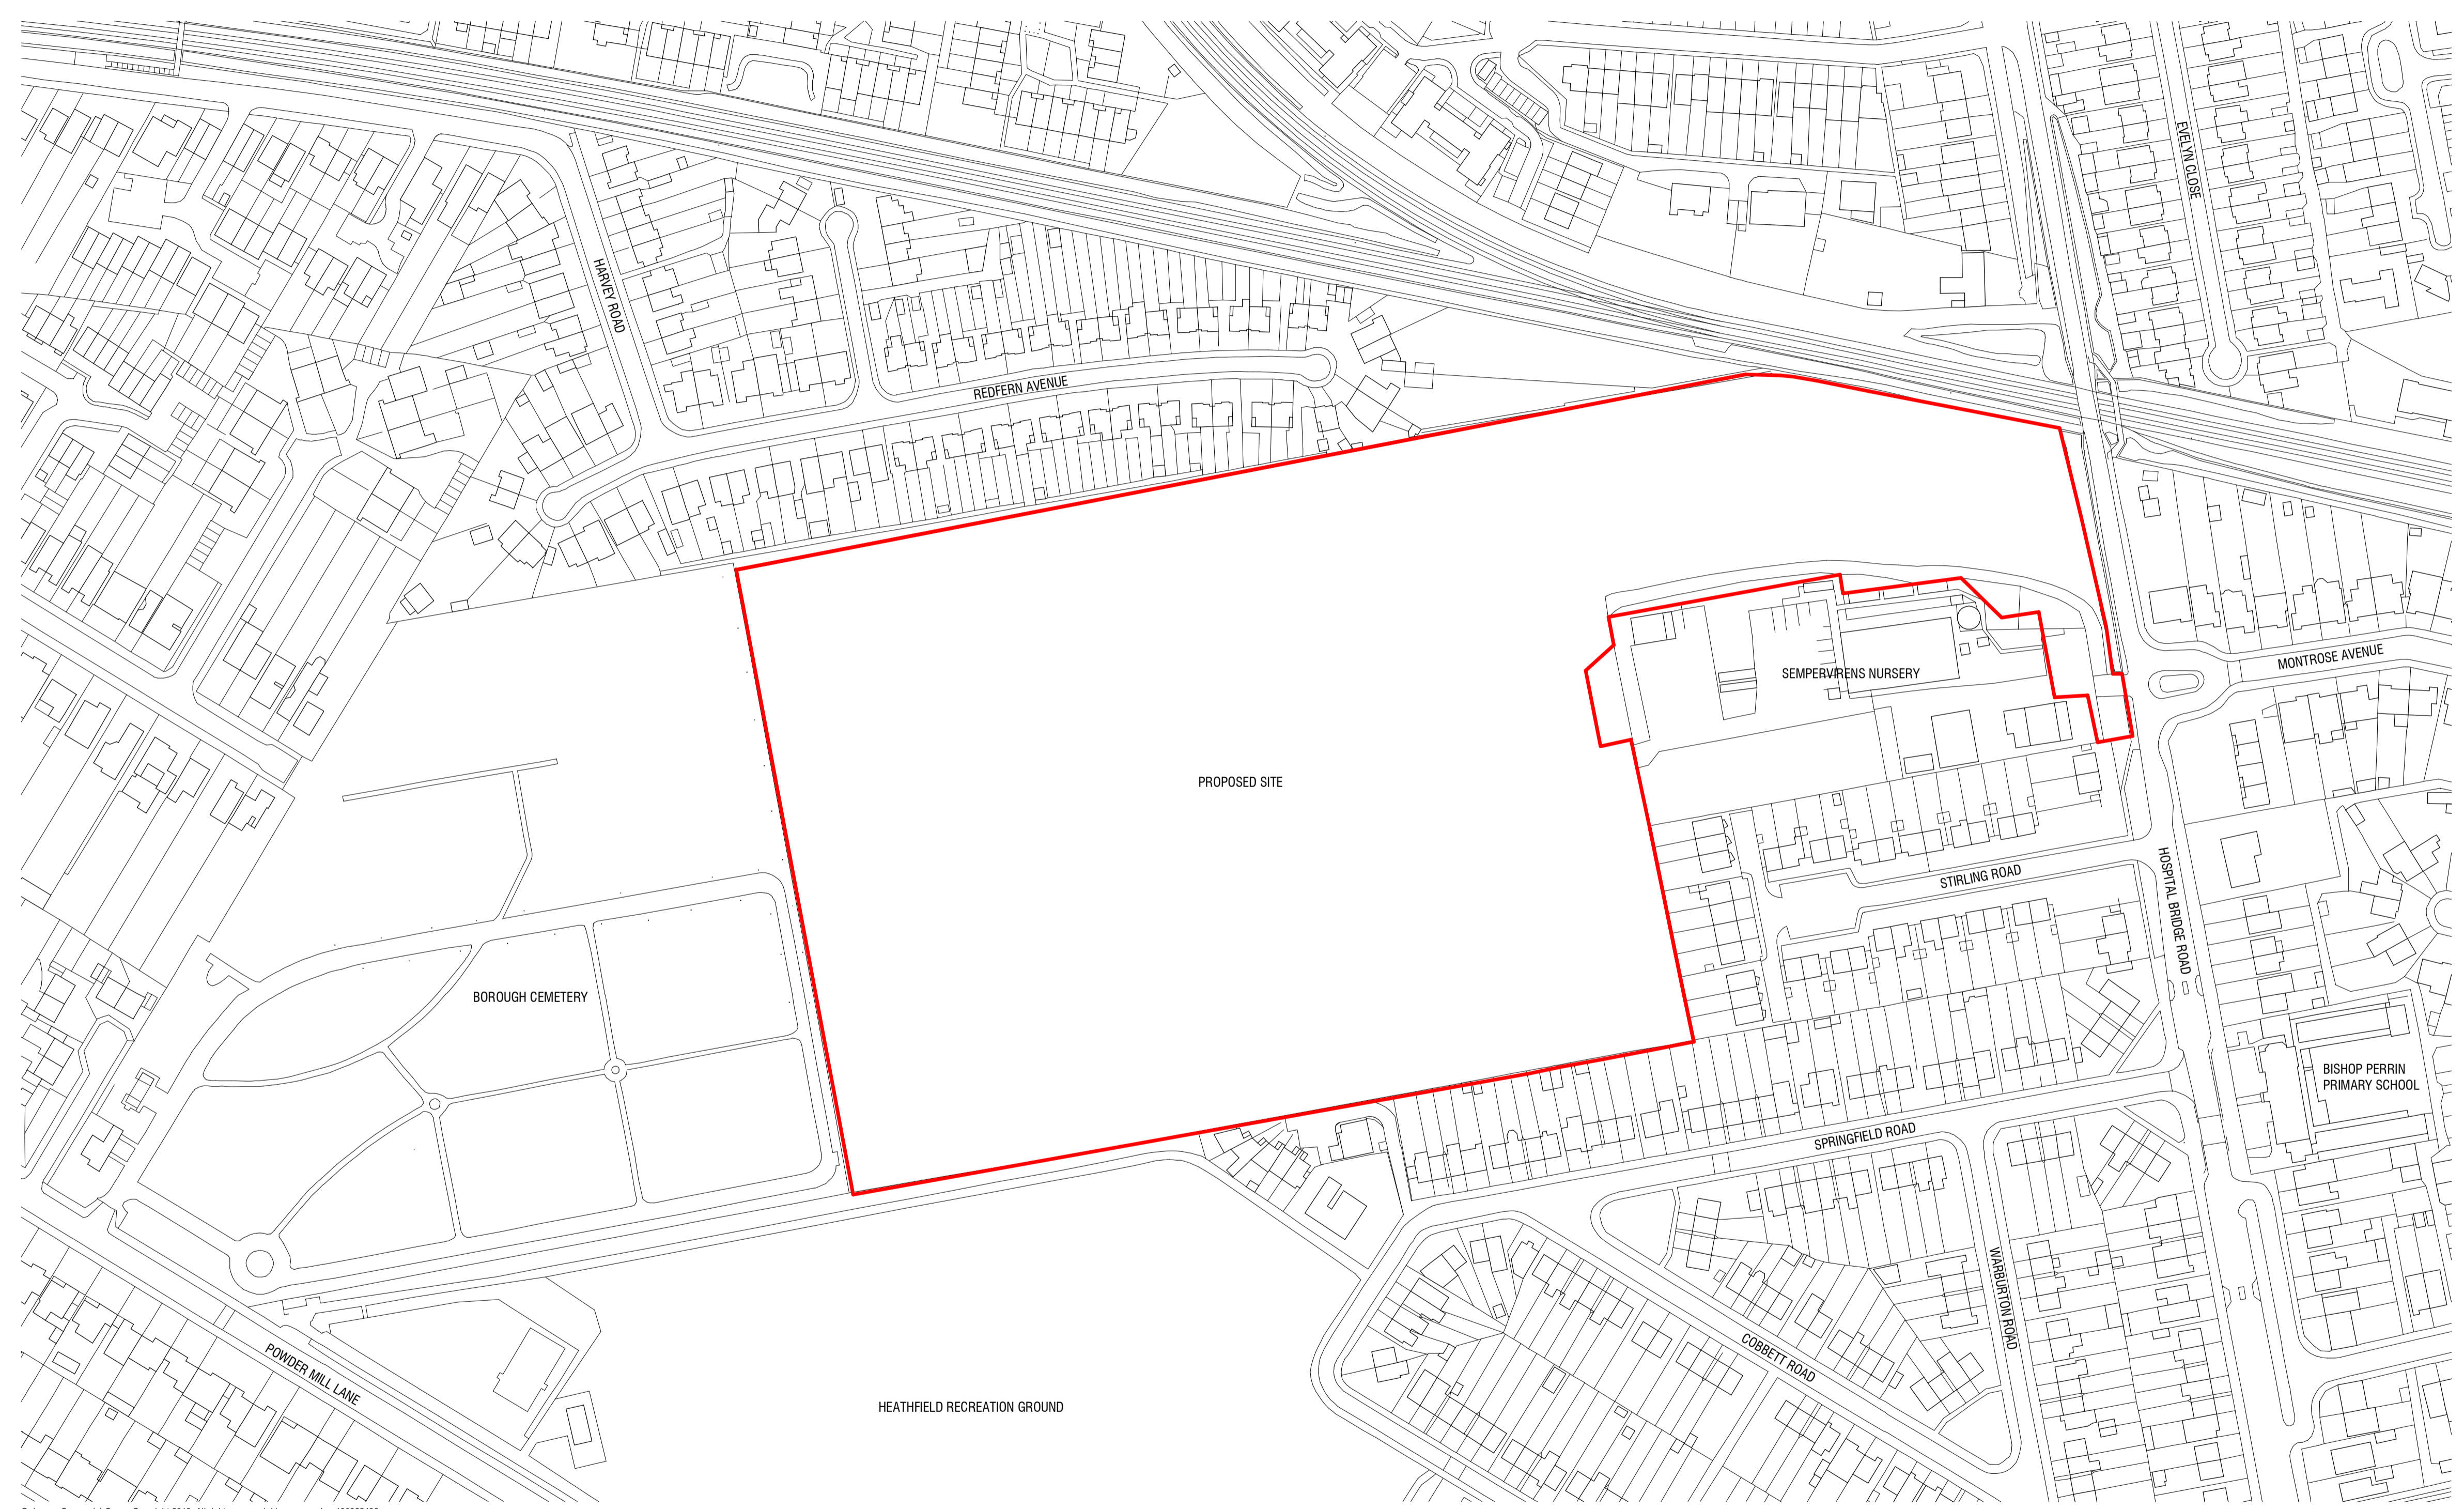 EVELYN CLOSE
HARVEY ROAD
REDFERN AVENUE
MONTROSE AVENUE
SEMPERVIRENS NURSERY
PROPOSED SITE
STIRLING ROAD
HOSPITAL BRIDGE ROAD
BOROUGH CEMETERY
BISHOP PERRIN
PRIMARY SCHOOL
SPRINGFIELD ROAD
WARBURTON ROAD
COBBETT ROAD
POWDER MILL LANE
HEATHFIELD RECREATION GROUND